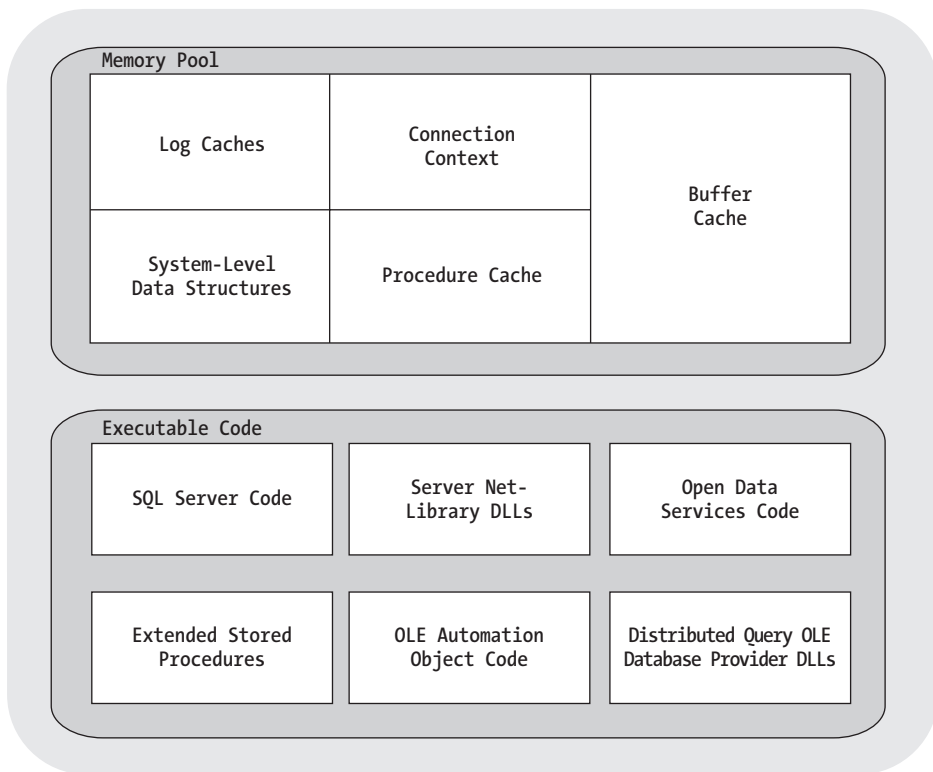 Memory Pool
Log Caches
Connection
Context
Buffer
Cache
System-Level
Data Structures
Procedure Cache
Executable Code
SQL Server Code
Server Net-
Library DLLs
Open Data
Services Code
Extended Stored
Procedures
OLE Automation
Object Code
Distributed Query OLE
Database Provider DLLs